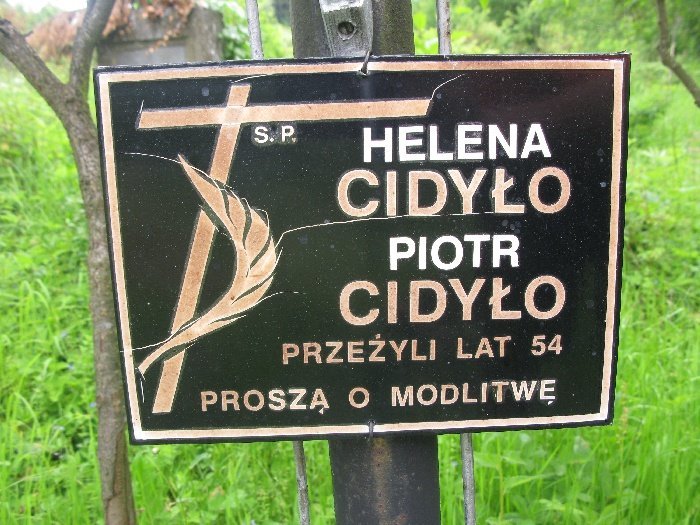 S. P.
HELENA
CIDYŁO
PIOTR
CIDYŁO
PRZEŻYLI LAT 54
PROSZĄ O MODLITWĘ